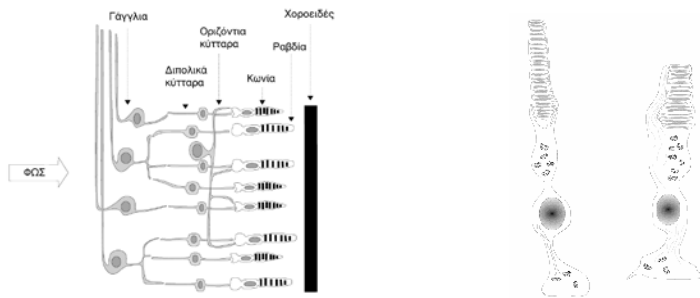 Γάγγλια
Οριζόντια
κύτταρα
Χοροειδές
Ραβδία
Διπολικά
κύτταρα
Κωνία
ΦΩΣ